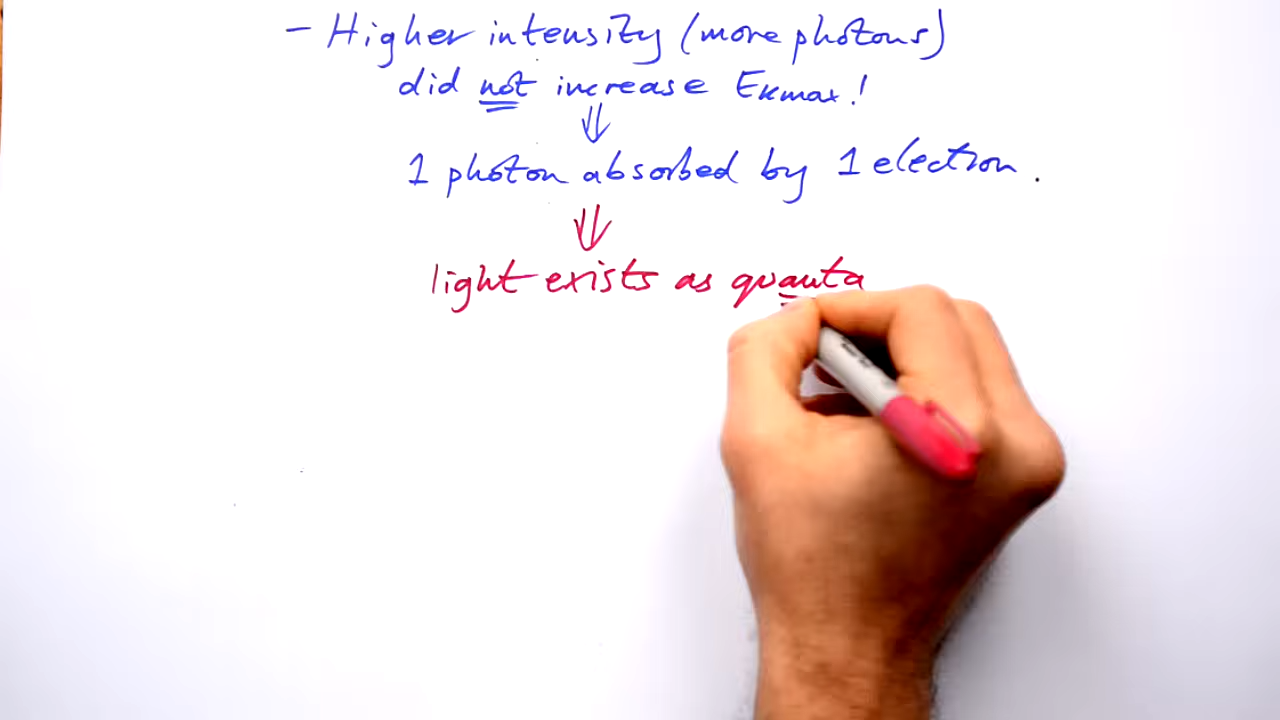 - Higher intensity (more photons)
did not increase Ekmax!
⇓
1 photon absorbed by 1 electron.
⇓
light exists as quanta